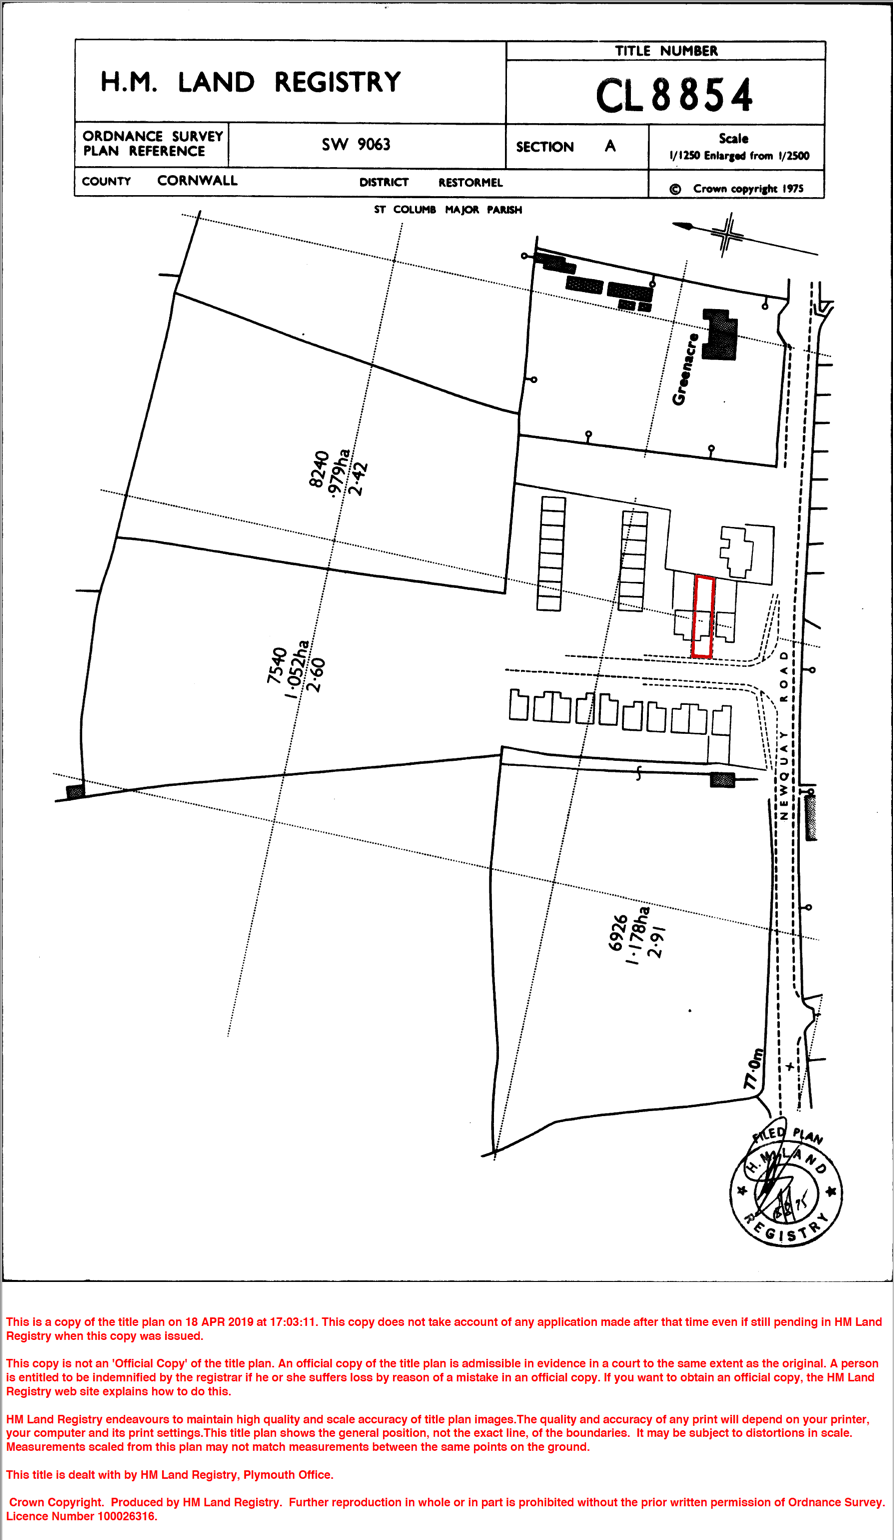 H.M. LAND REGISTRY
TITLE NUMBER
CL8854
ORDNANCE SURVEY
PLAN REFERENCE
SW 9063
SECTION A
Scale
1/1250 Enlarged from 1/2500
COUNTY CORNWALL
DISTRICT RESTORMEL
© Crown copyright 1975
ST COLUMB MAJOR PARISH
Greenacre
8240
·979ha
2·42
7540
1·052ha
2·60
NEWQUAY ROAD
6926
1·178ha
2·91
77·0m
FILED PLAN
H.M. LAND
REGISTRY
This is a copy of the title plan on 18 APR 2019 at 17:03:11. This copy does not take account of any application made after that time even if still pending in HM Land
Registry when this copy was issued.
This copy is not an 'Official Copy' of the title plan. An official copy of the title plan is admissible in evidence in a court to the same extent as the original. A person
is entitled to be indemnified by the registrar if he or she suffers loss by reason of a mistake in an official copy. If you want to obtain an official copy, the HM Land
Registry web site explains how to do this.
HM Land Registry endeavours to maintain high quality and scale accuracy of title plan images.The quality and accuracy of any print will depend on your printer,
your computer and its print settings.This title plan shows the general position, not the exact line, of the boundaries. It may be subject to distortions in scale.
Measurements scaled from this plan may not match measurements between the same points on the ground.
This title is dealt with by HM Land Registry, Plymouth Office.
Crown Copyright. Produced by HM Land Registry. Further reproduction in whole or in part is prohibited without the prior written permission of Ordnance Survey.
Licence Number 100026316.